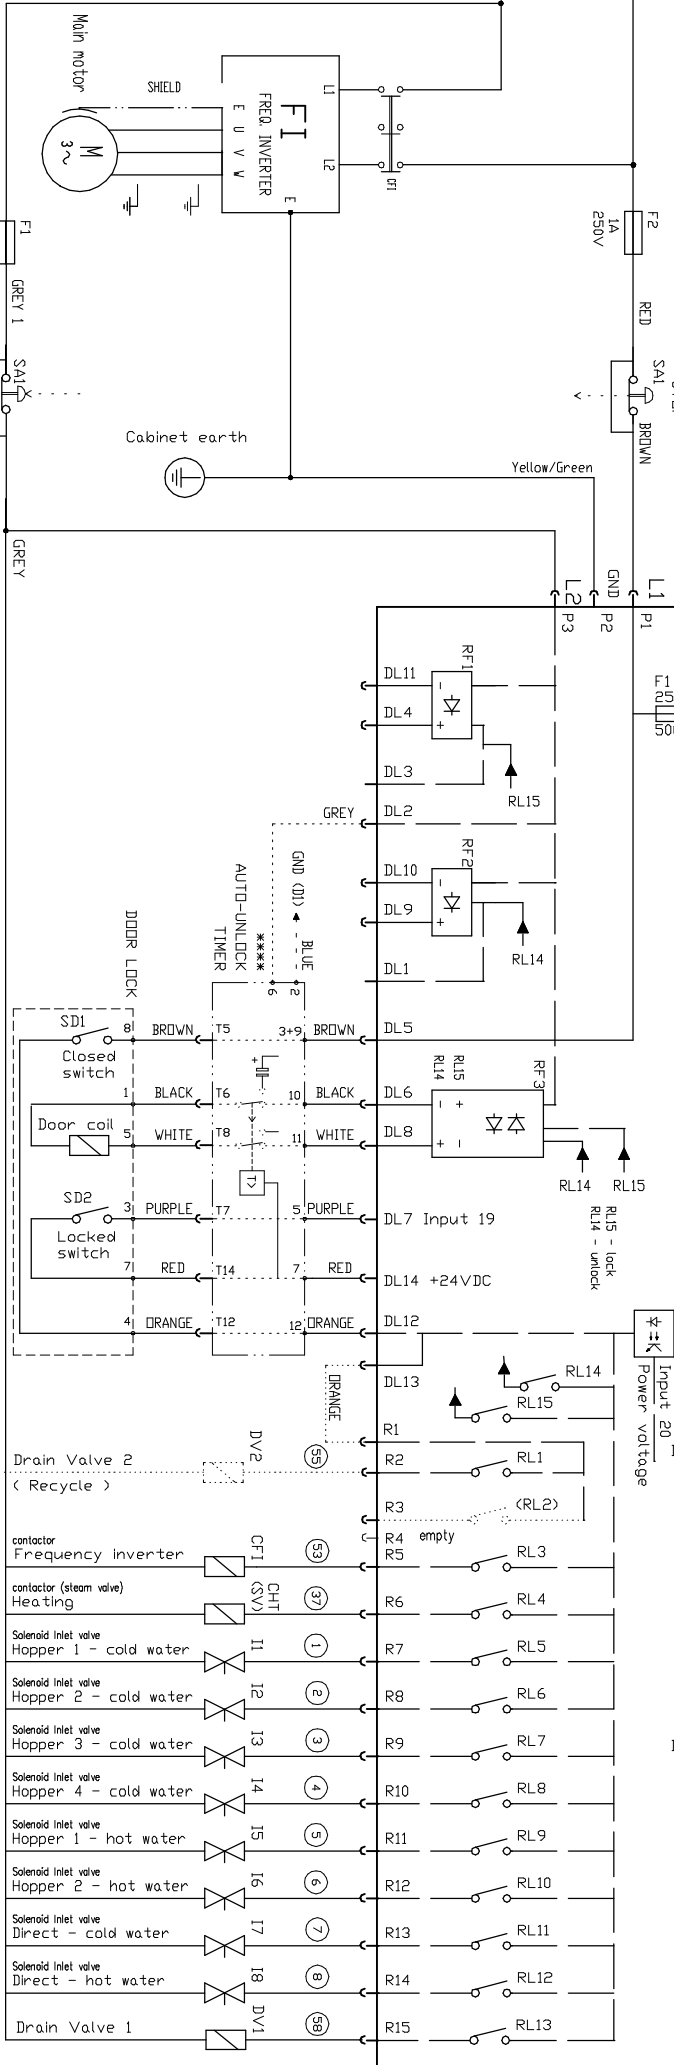 Main motor
SHIELD
M
3~
E U V W
FI
FREQ. INVERTER
L1
L2
E
CFI
F1
GREY 1
SA1
GREY
F2
1A
250V
RED
SA1
BROWN
Cabinet earth
Yellow/Green
L2
GND
L1
P3
P2
P1
F1
RF1
DL11
-
DL4
+
DL3
RL15
GREY
DL2
RF2
DL10
-
DL9
+
RL14
DL1
GND (D1)
BLUE
****
AUTO-UNLOCK
TIMER
6
2
DOOR LOCK
SD1
8
BROWN
T5
3+9
BROWN
DL5
Closed
switch
RL14
RL15
RF3
1
BLACK
T6
+
10
BLACK
DL6
- +
Door coil
5
WHITE
T8
11
WHITE
DL8
+ -
T>
RL14
RL15
SD2
3
PURPLE
T7
5
PURPLE
DL7 Input 19
RL15 - lock
RL14 - unlock
Locked
switch
7
RED
T14
7
RED
DL14 +24VDC
4
ORANGE
T12
12
ORANGE
DL12
Input 20
Power voltage
DL13
RL14
ORANGE
RL15
R1
Drain Valve 2
( Recycle )
DV2
55
R2
RL1
R3
(RL2)
R4
empty
contactor
Frequency inverter
CFI
53
R5
RL3
contactor (steam valve)
Heating
CHT
(SV)
37
R6
RL4
Solenoid Inlet valve
Hopper 1 - cold water
I1
1
R7
RL5
Solenoid Inlet valve
Hopper 2 - cold water
I2
2
R8
RL6
Solenoid Inlet valve
Hopper 3 - cold water
I3
3
R9
RL7
Solenoid Inlet valve
Hopper 4 - cold water
I4
4
R10
RL8
Solenoid Inlet valve
Hopper 1 - hot water
I5
5
R11
RL9
Solenoid Inlet valve
Hopper 2 - hot water
I6
6
R12
RL10
Solenoid Inlet valve
Direct - cold water
I7
7
R13
RL11
Solenoid Inlet valve
Direct - hot water
I8
8
R14
RL12
Drain Valve 1
DV1
58
R15
RL13